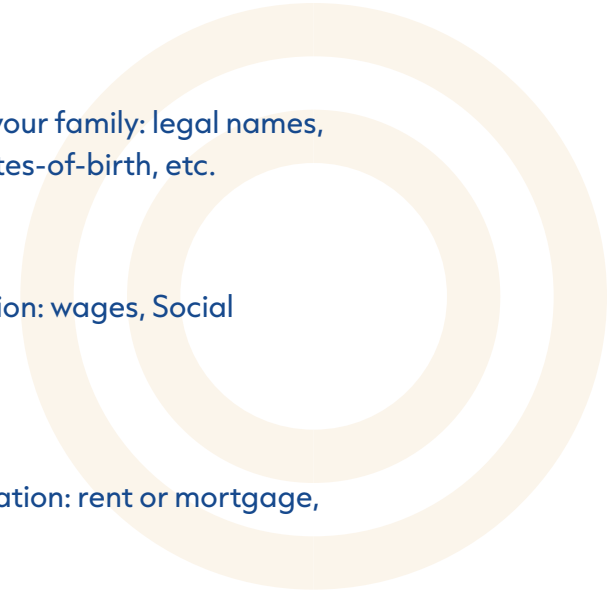 your family: legal names,
tes-of-birth, etc.
ion: wages, Social
ation: rent or mortgage,